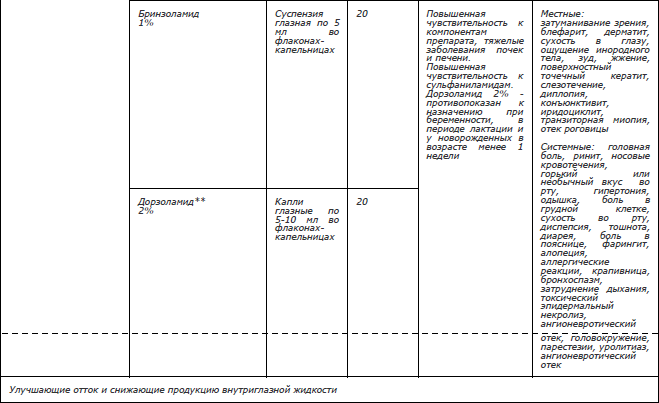 Бринзоламид
1%
Суспензия
глазная по 5
мл во
флаконах-
капельницах
20
Повышенная
чувствительность к
компонентам
препарата, тяжелые
заболевания почек
и печени.
Повышенная
чувствительность к
сульфаниламидам.
Дорзоламид 2% -
противопоказан к
назначению при
беременности, в
периоде лактации и
у новорожденных в
возрасте менее 1
недели
Местные:
затуманивание зрения,
блефарит, дерматит,
сухость в глазу,
ощущение инородного
тела, зуд, жжение,
поверхностный
точечный кератит,
слезотечение,
диплопия,
конъюнктивит,
иридоциклит,
транзиторная миопия,
отек роговицы
Системные: головная
боль, ринит, носовые
кровотечения,
горький или
необычный вкус во
рту, гипертония,
одышка, боль в
грудной клетке,
сухость во рту,
диспепсия, тошнота,
диарея, боль в
пояснице, фарингит,
алопеция,
аллергические
реакции, крапивница,
бронхоспазм,
затруднение дыхания,
токсический
эпидермальный
некролиз,
ангионевротический
отек, головокружение,
парестезии, уролитиаз,
ангионевротический
отек
Дорзоламид**
2%
Капли
глазные по
5-10 мл во
флаконах-
капельницах
20
Улучшающие отток и снижающие продукцию внутриглазной жидкости